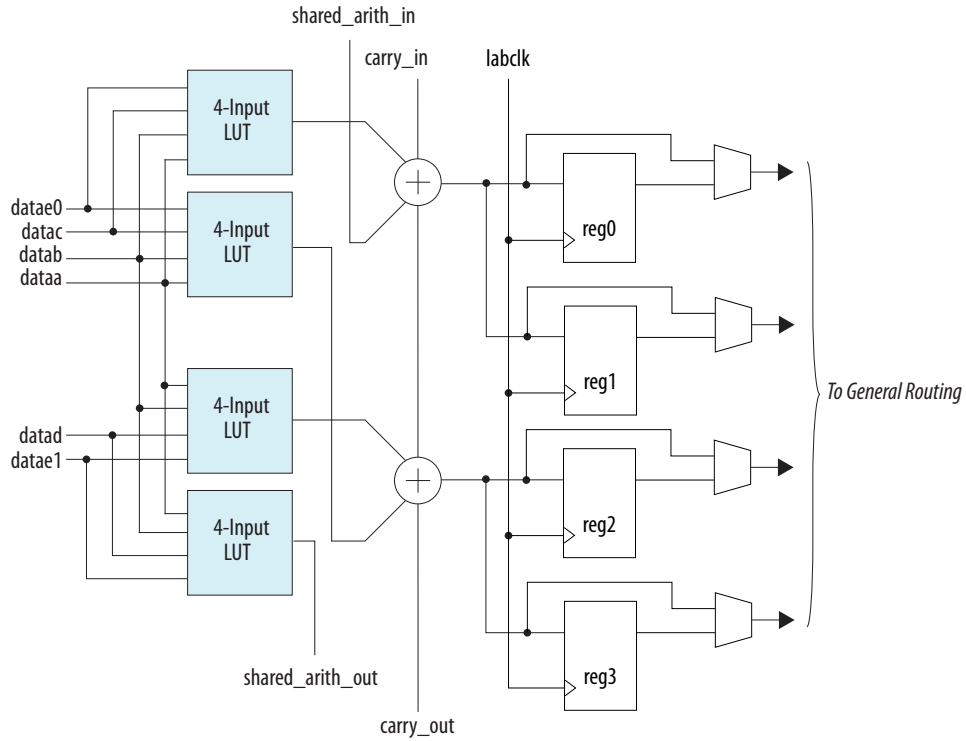 shared_arith_in
carry_in
labclk
4-Input
LUT
datae0
datac
datab
dataa
4-Input
LUT
reg0
reg1
To General Routing
4-Input
LUT
datad
datae1
4-Input
LUT
reg2
reg3
shared_arith_out
carry_out